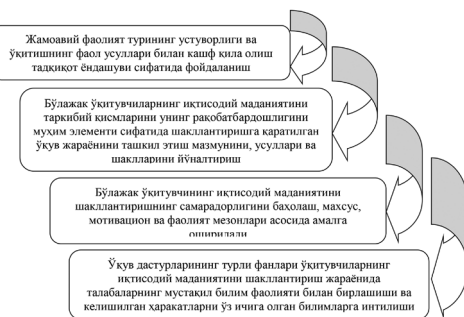 Жамоавий фаолият турининг устуворлиги ва
ўқитишнинг фаол усуллари билан кашф қила олиш
тадқиқот ёндашуви сифатида фойдаланиш
Бўлажак ўқитувчиларнинг иқтисодий маданиятини
таркибий қисмларини унинг рақобатбардошлигини
муҳим элементи сифатида шакллантиришга қаратилган
ўқув жараёнини ташкил этиш мазмунини, усуллари ва
шаклларини йўналтириш
Бўлажак ўқитувчининг иқтисодий маданиятини
шакллантиришнинг самарадорлигини баҳолаш, махсус,
мотивацион ва фаолият мезонлари асосида амалга
оширилади
Ўқув дастурларининг турли фанлари ўқитувчиларнинг
иқтисодий маданиятини шакллантириш жараёнида
талабаларнинг мустақил билим фаолияти билан бирлашиши ва
келишилган ҳаракатларни ўз ичига олган билимларга интилиши